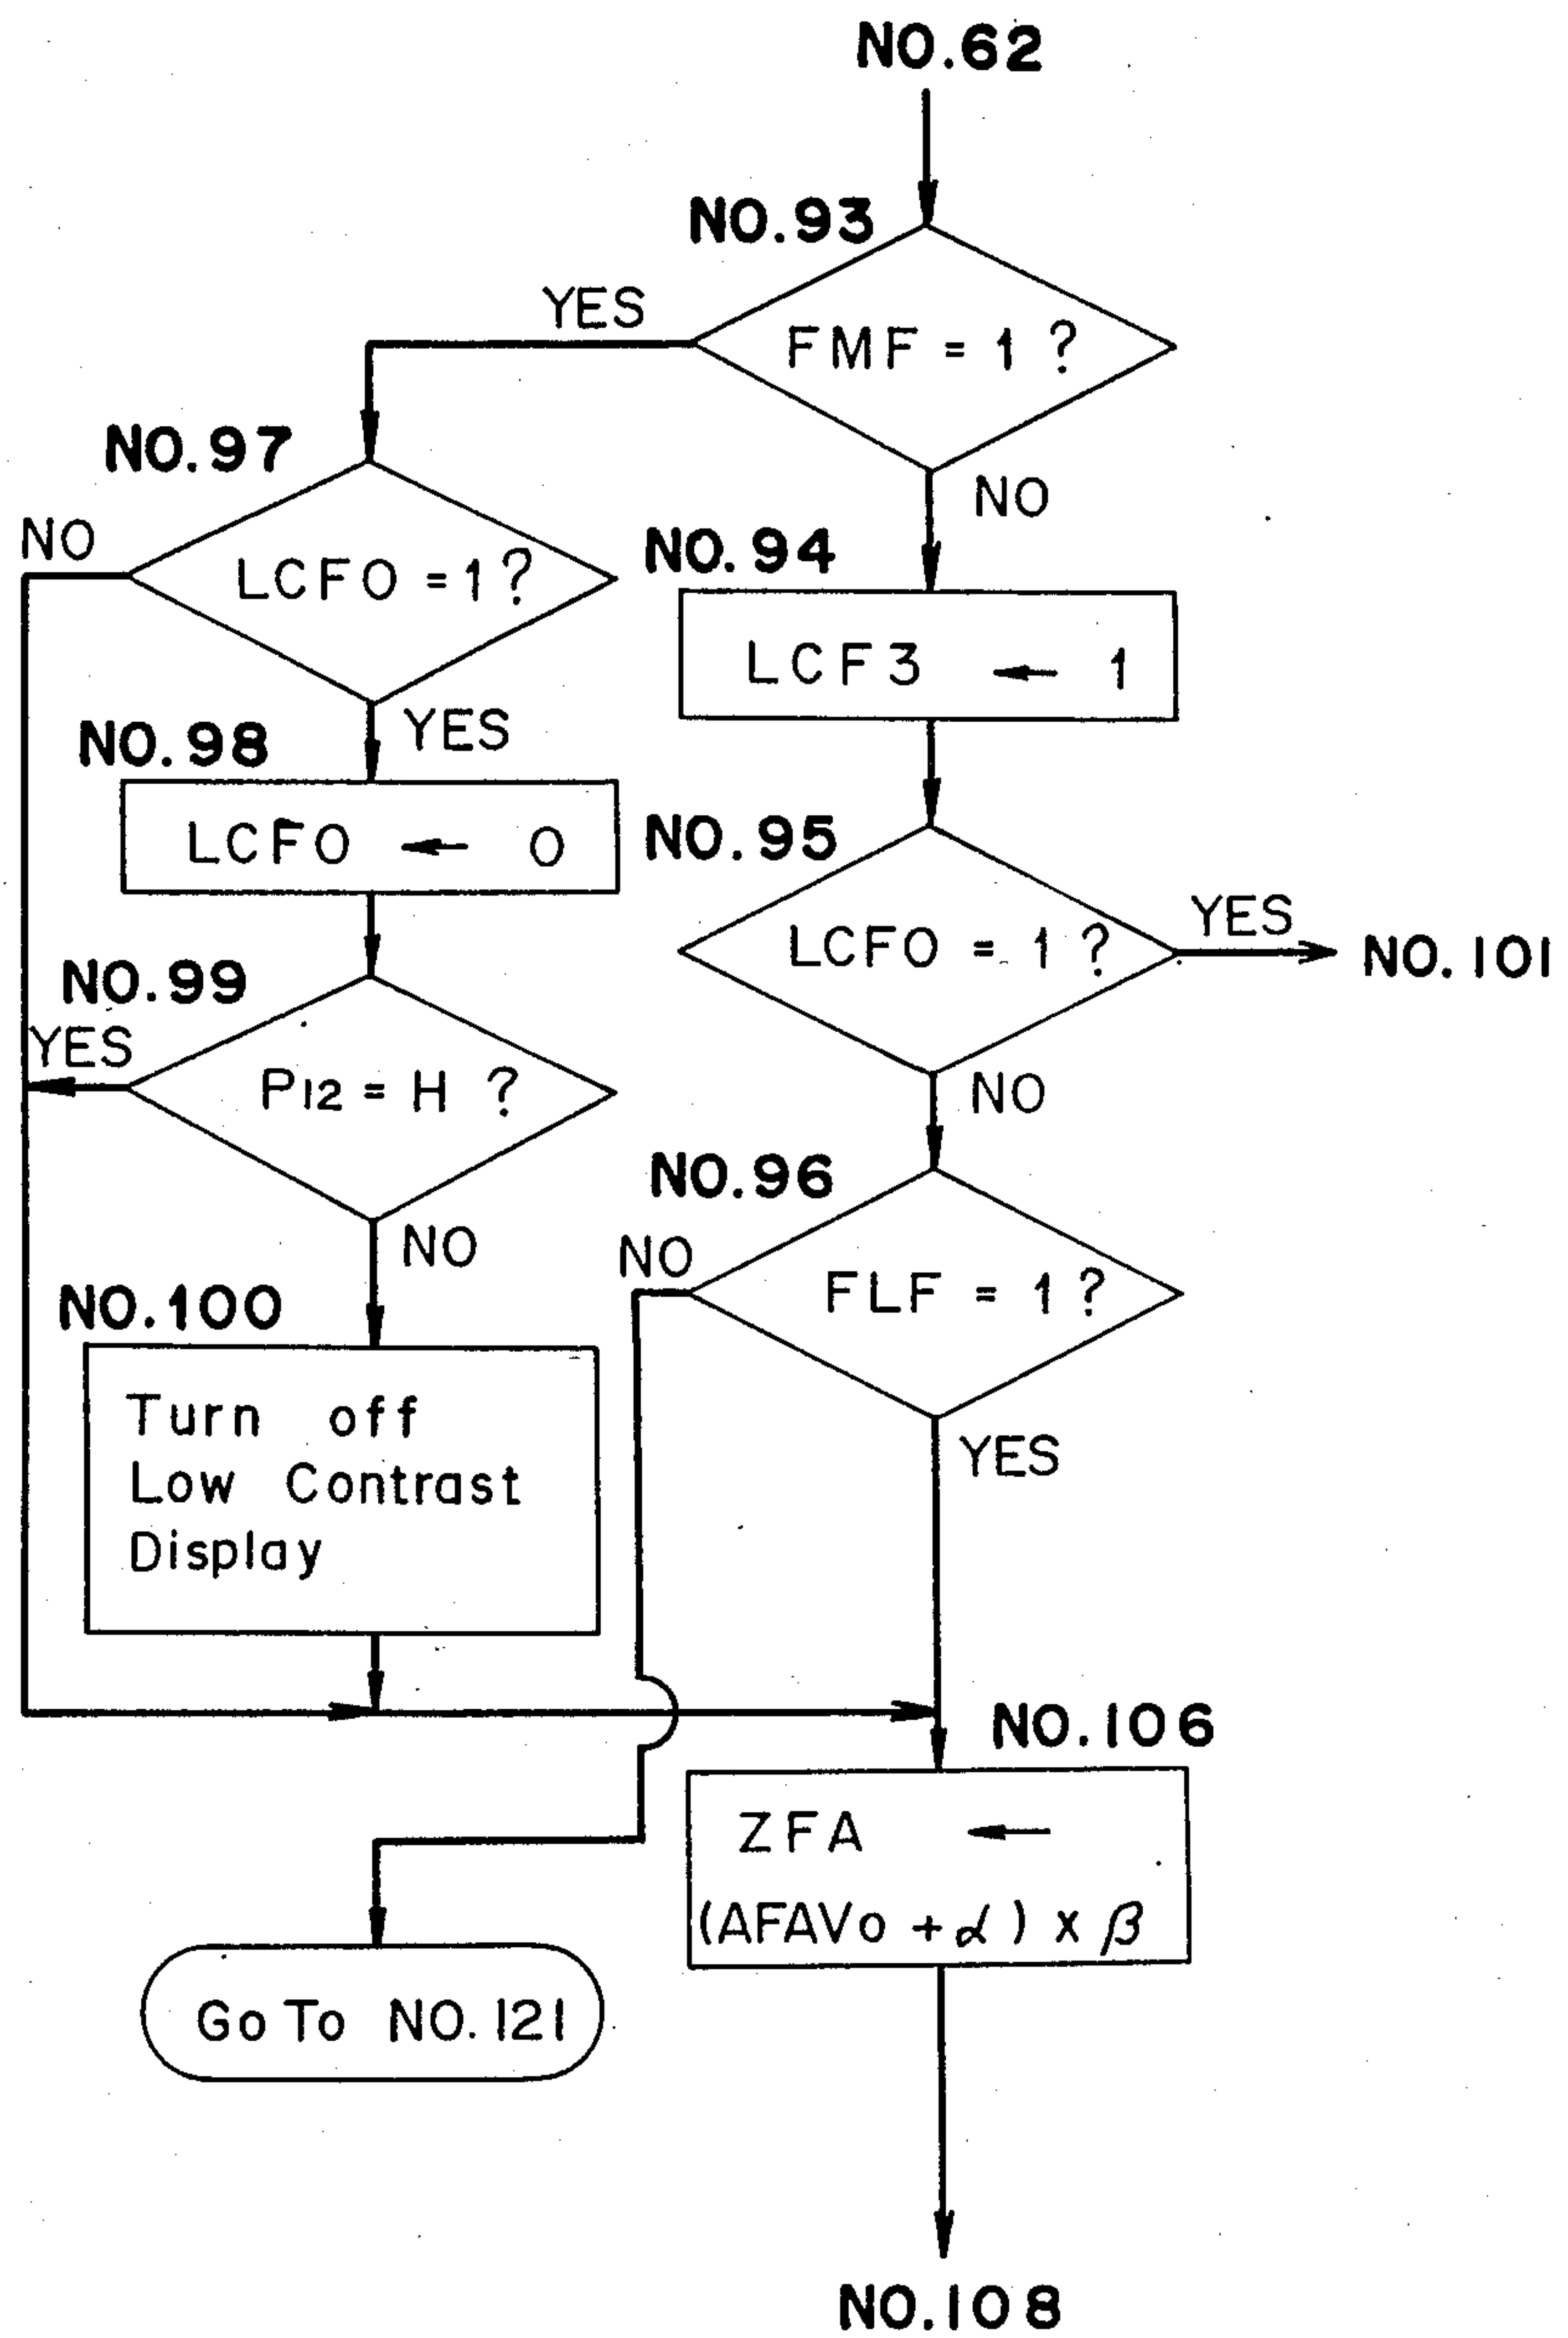 NO.62
NO.93
YES
FMF = 1 ?
NO.97
NO
NO
LCFO = 1 ?
NO.94
LCF3 ← 1
YES
NO.98
LCFO ← O
NO.95
YES
LCFO = 1 ?
NO.101
NO.99
YES
P12 = H ?
NO
NO.96
NO
NO
FLF = 1 ?
NO.100
Turn off
Low Contrast
Display
YES
NO.106
ZFA ←
(AFAVo + α ) x β
Go To NO.121
NO.108